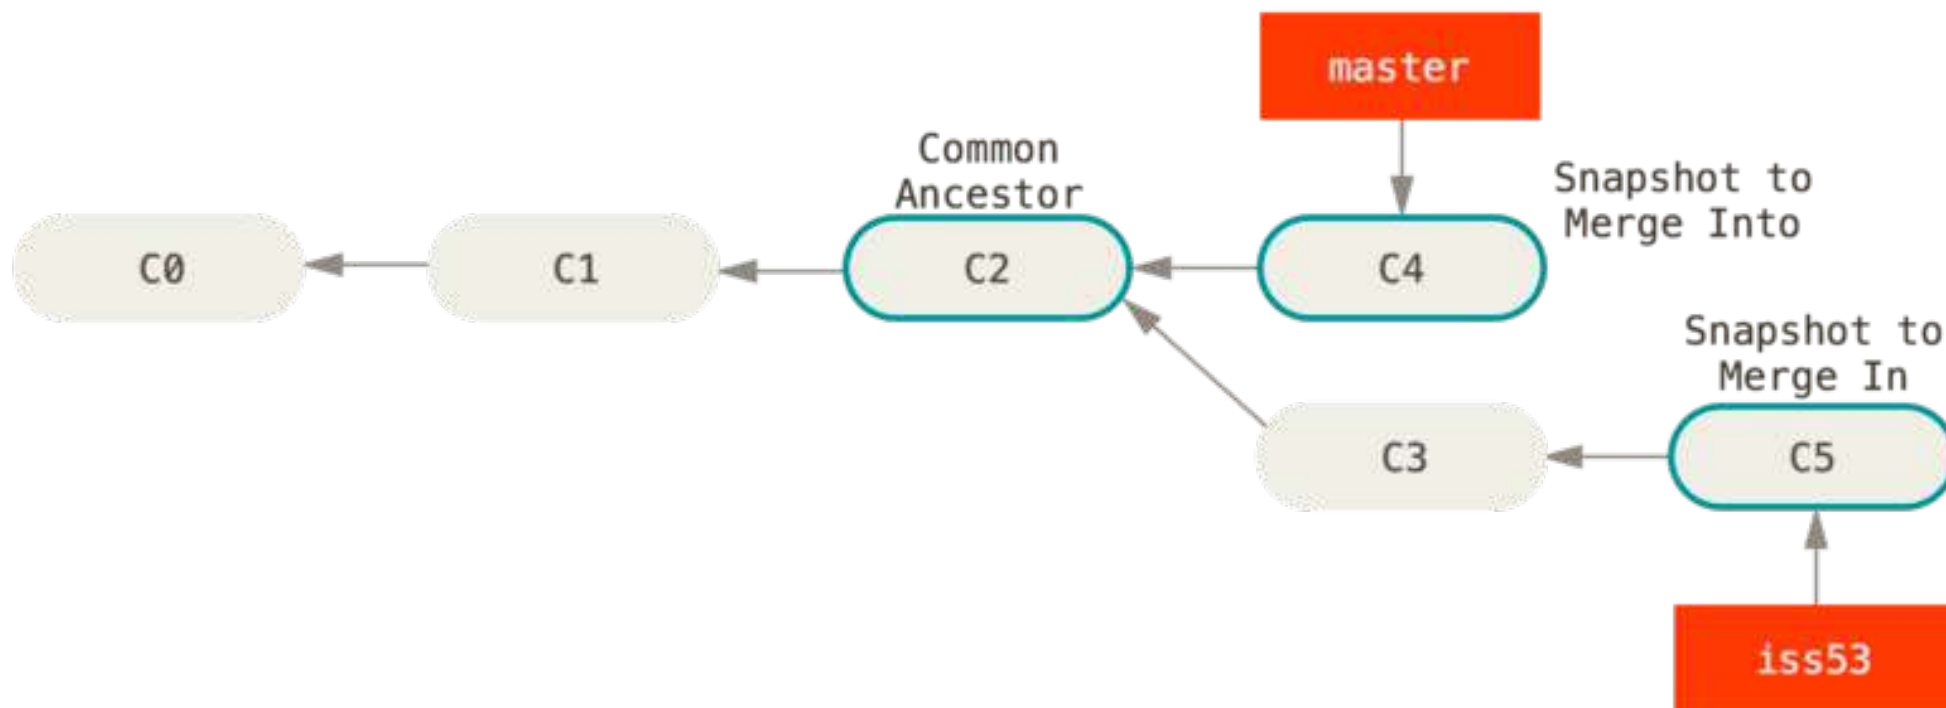 master
Common
Ancestor
Snapshot to
Merge Into
C0
C1
C2
C4
Snapshot to
Merge In
C3
C5
iss53